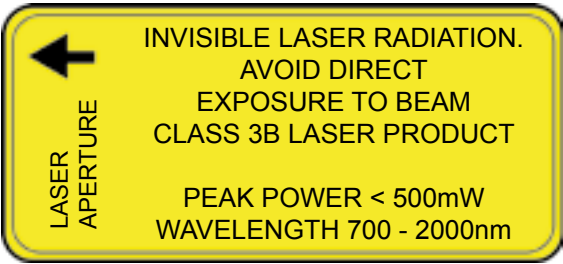 INVISIBLE LASER RADIATION.
AVOID DIRECT
EXPOSURE TO BEAM
CLASS 3B LASER PRODUCT
PEAK POWER < 500mW
WAVELENGTH 700 - 2000nm
LASER
APERTURE